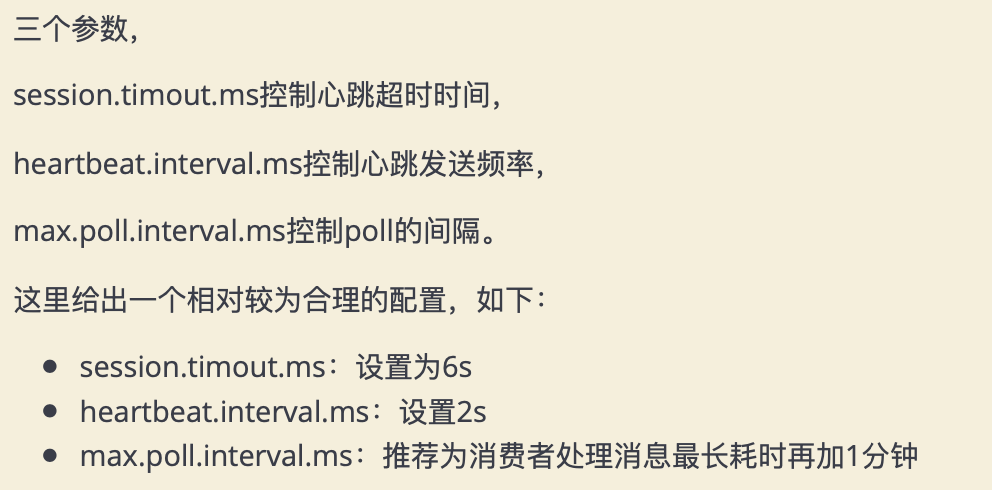 三个参数，
session.timout.ms控制心跳超时时间，
heartbeat.interval.ms控制心跳发送频率，
max.poll.interval.ms控制poll的间隔。
这里给出一个相对较为合理的配置，如下：
● session.timout.ms：设置为6s
● heartbeat.interval.ms：设置2s
● max.poll.interval.ms：推荐为消费者处理消息最长耗时再加1分钟